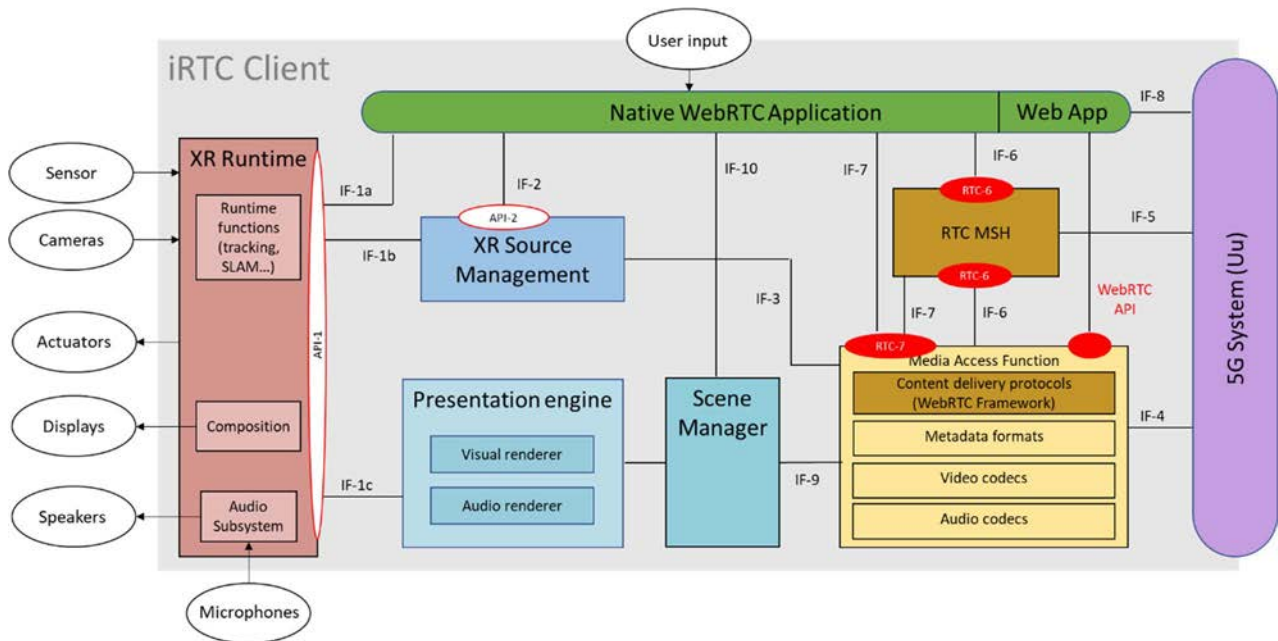 User input
iRTC Client
Native WebRTC Application
Web App
IF-8
XR Runtime
Sensor
Runtime
functions
(tracking,
SLAM...)
Cameras
IF-1a
IF-2
IF-10
IF-7
IF-6
RTC-6
RTC MSH
RTC-6
IF-5
API-2
XR Source
Management
IF-1b
IF-3
IF-7
IF-6
WebRTC
API
5G System (Uu)
API-1
Actuators
RTC-7
Media Access Function
Content delivery protocols
(WebRTC Framework)
Metadata formats
Video codecs
Audio codecs
IF-4
Presentation engine
Visual renderer
Audio renderer
Scene
Manager
IF-9
Displays
Composition
IF-1c
Speakers
Audio
Subsystem
Microphones